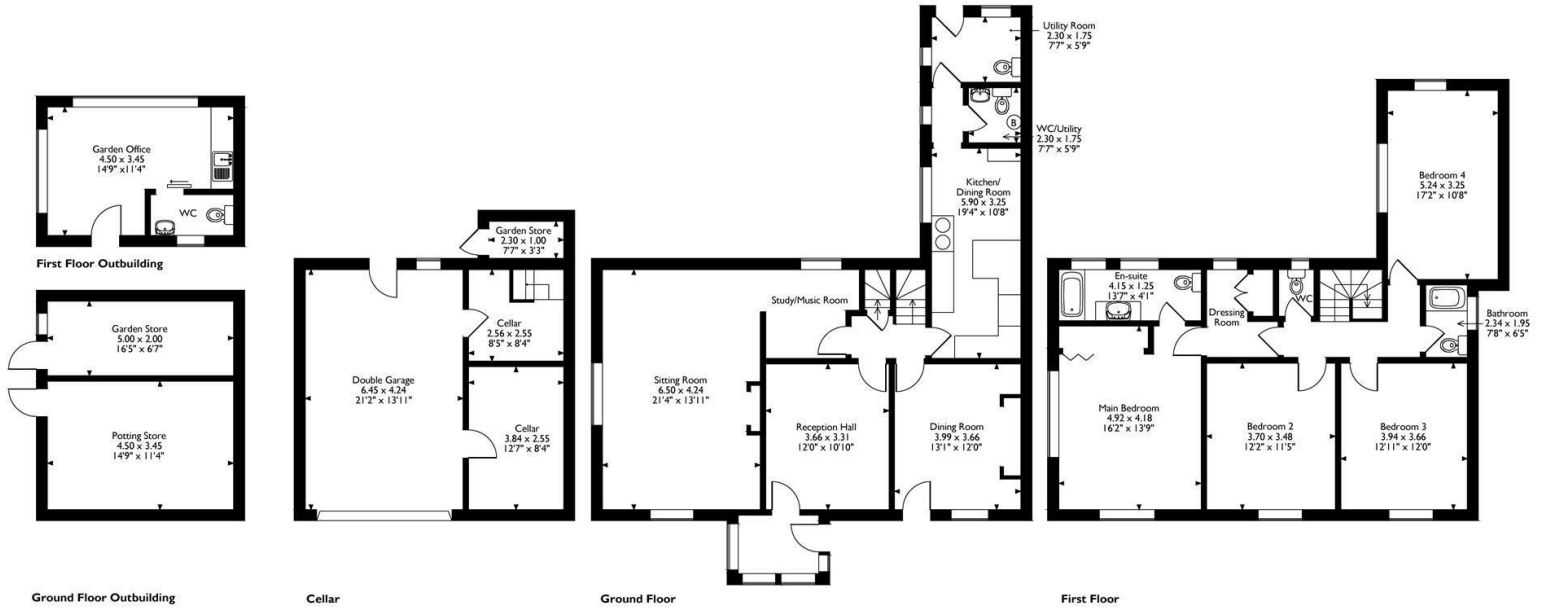 Garden Office
4.50 x 3.45
14'9" x11'4"
WC
First Floor Outbuilding
Garden Store
5.00 x 2.00
16'5" x 6'7"
Potting Store
4.50 x 3.45
14'9" x 11'4"
Ground Floor Outbuilding
Garden Store
2.30 x 1.00
7'7" x 3'3"
Cellar
2.56 x 2.55
8'5" x 8'4"
Double Garage
6.45 x 4.24
21'2" x 13'11"
Cellar
3.84 x 2.55
12'7" x 8'4"
Cellar
Utility Room
2.30 x 1.75
7'7" x 5'9"
B
WC/Utility
2.30 x 1.75
7'7" x 5'9"
Kitchen/
Dining Room
5.90 x 3.25
19'4" x 10'8"
Study/Music Room
Sitting Room
6.50 x 4.24
21'4" x 13'11"
Reception Hall
3.66 x 3.31
12'0" x 10'10"
Dining Room
3.99 x 3.66
13'1" x 12'0"
Ground Floor
Bedroom 4
5.24 x 3.25
17'2" x 10'8"
En-suite
4.15 x 1.25
13'7" x 4'1"
Dressing
Room
WC
Bathroom
2.34 x 1.95
7'8" x 6'5"
Main Bedroom
4.92 x 4.18
16'2" x 13'9"
Bedroom 2
3.70 x 3.48
12'2" x 11'5"
Bedroom 3
3.94 x 3.66
12'11" x 12'0"
First Floor